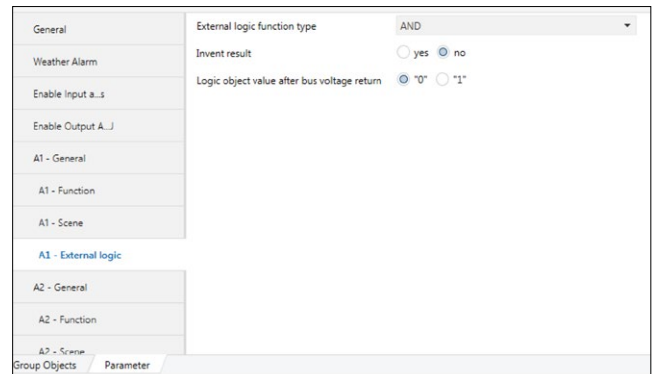 General
Weather Alarm
Enable Input a...s
Enable Output A...J
A1 - General
A1 - Function
A1 - Scene
A1 - External logic
A2 - General
A2 - Function
A2 - Scene
External logic function type AND
Invent result yes no
Logic object value after bus voltage return "0" "1"
Group Objects Parameter